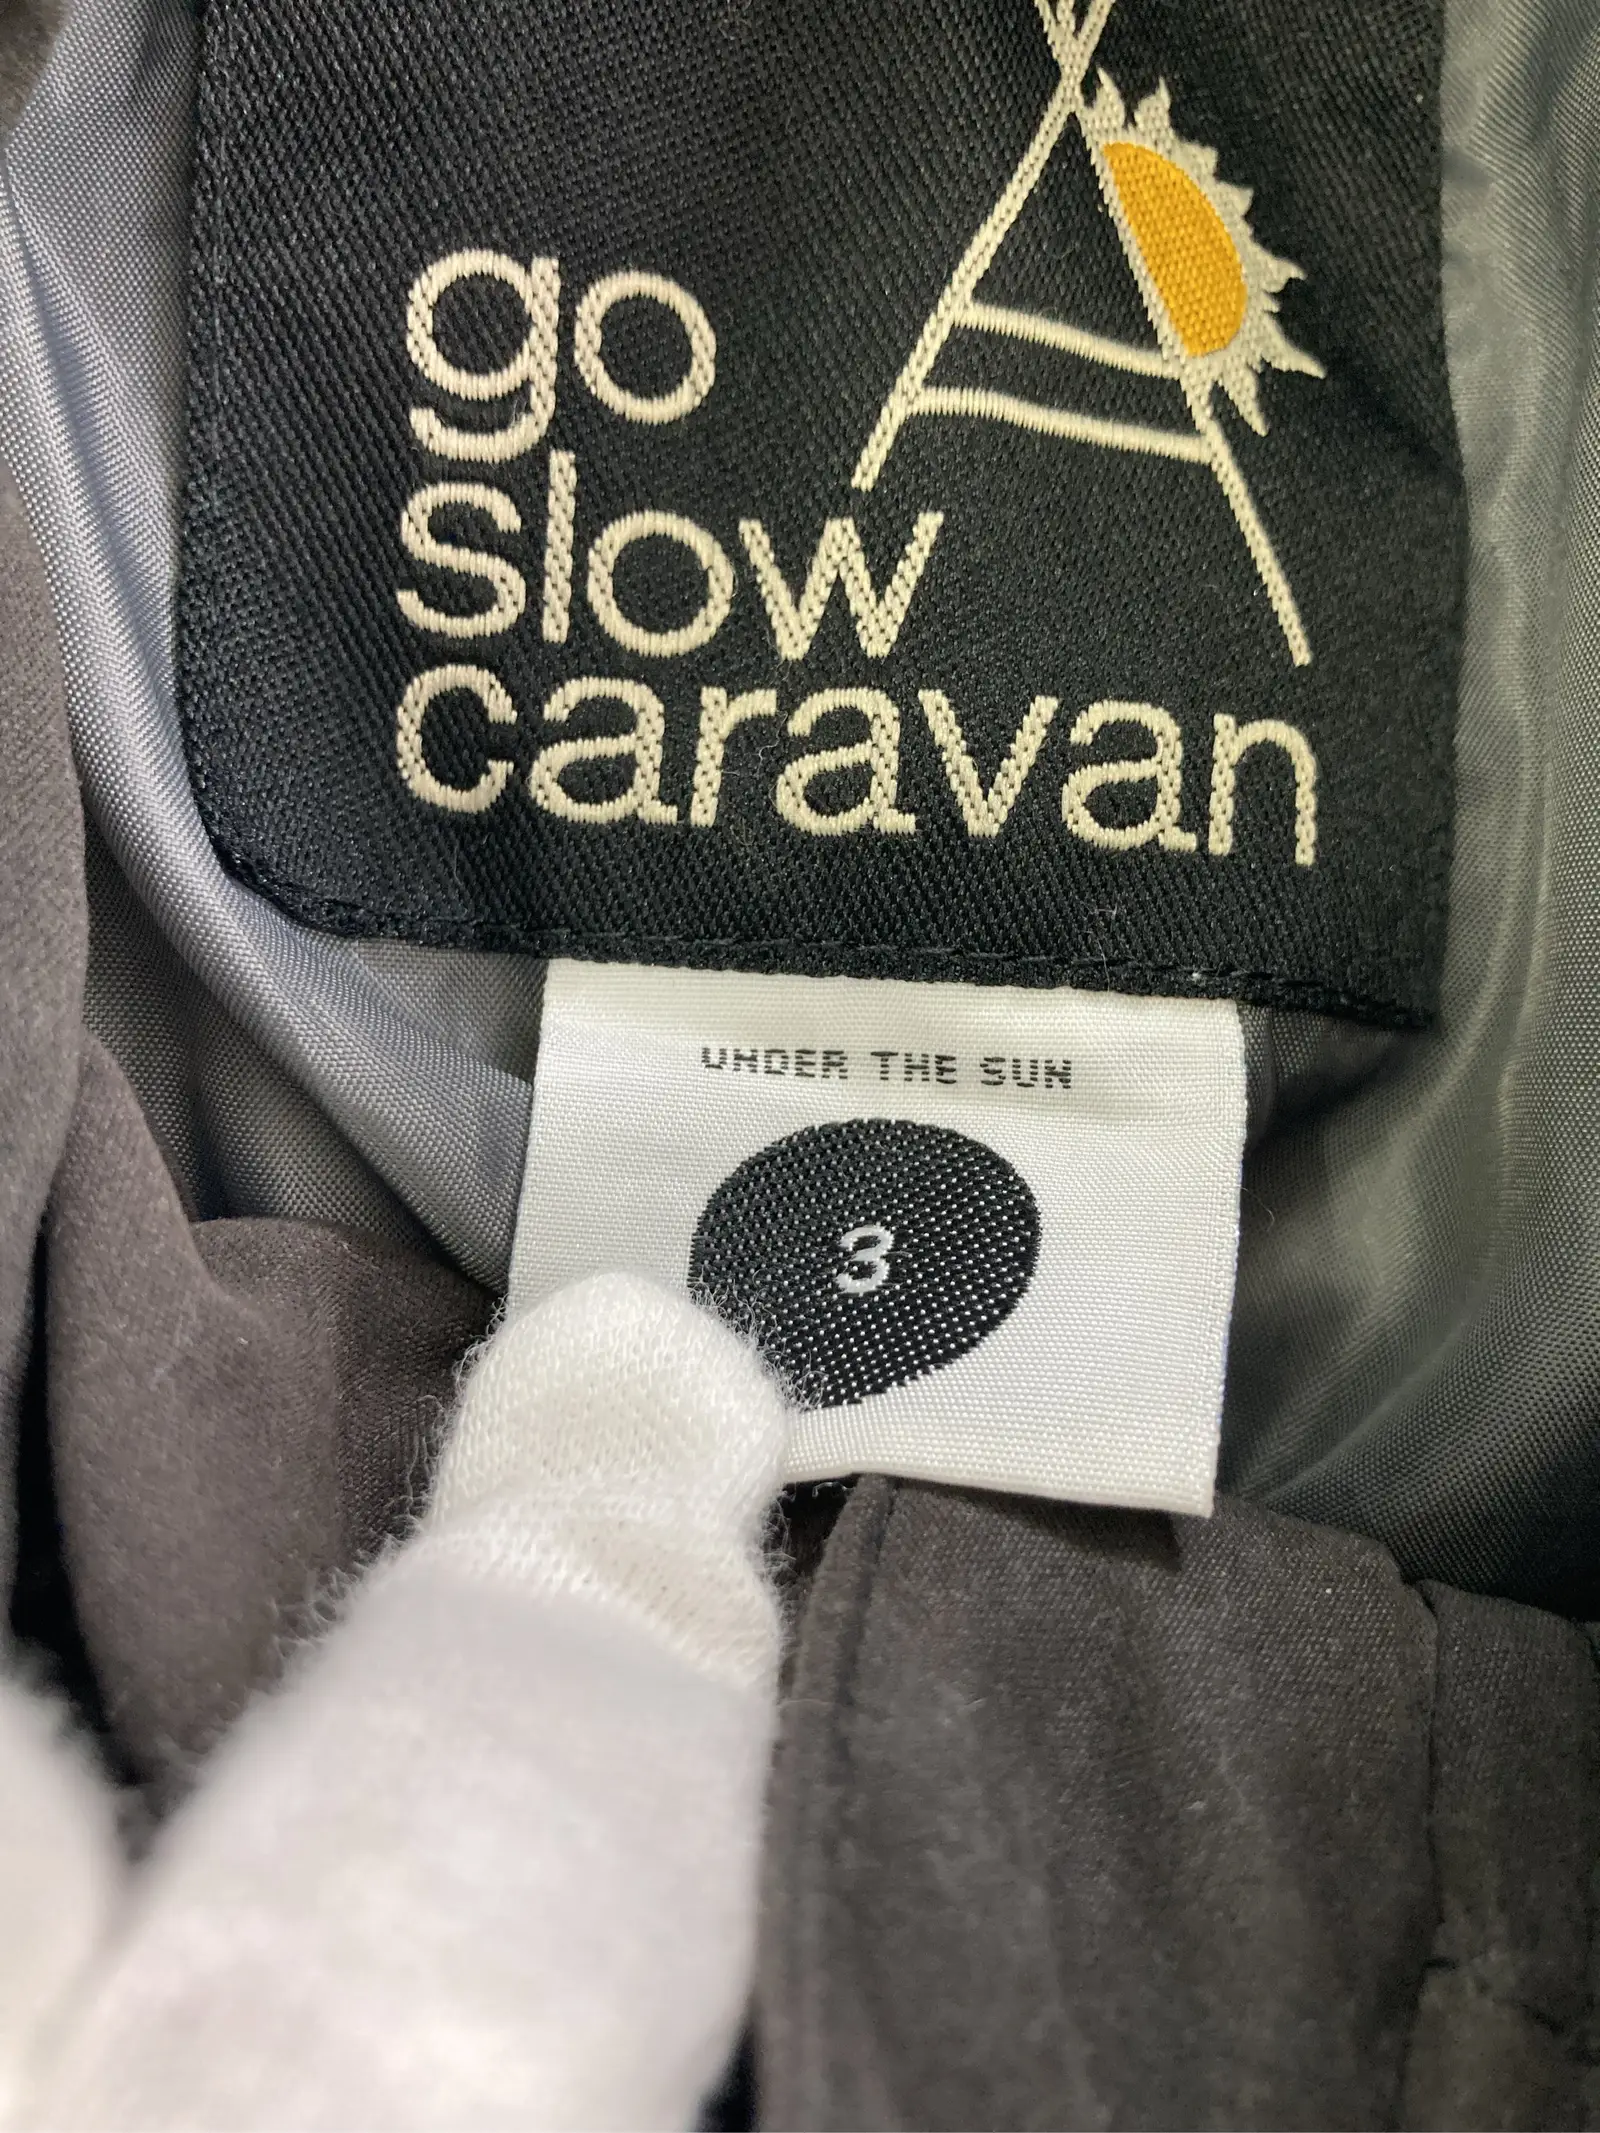 go
slow
caravan
UNDER THE SUN
3